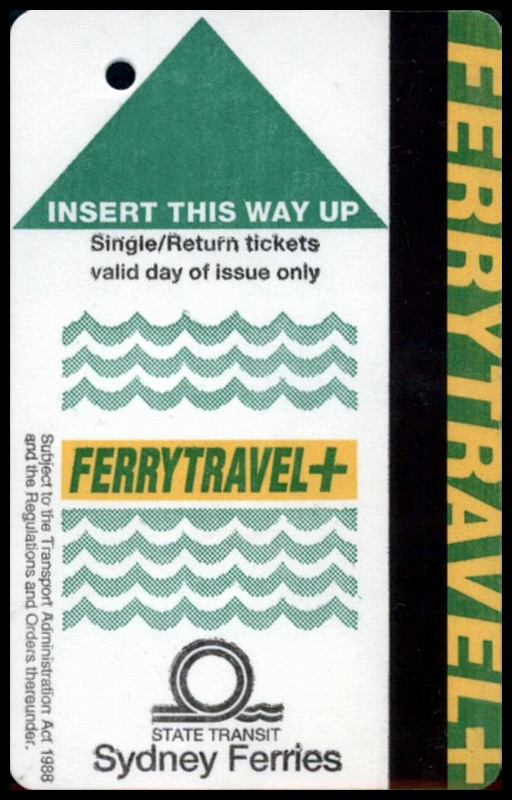 INSERT THIS WAY UP
Single/Return tickets
valid day of issue only
FERRYTRAVEL+
STATE TRANSIT
Sydney Ferries
Subject to the Transport Administration Act 1988
and the Regulations and Orders thereunder.
FERRYTRAVEL+